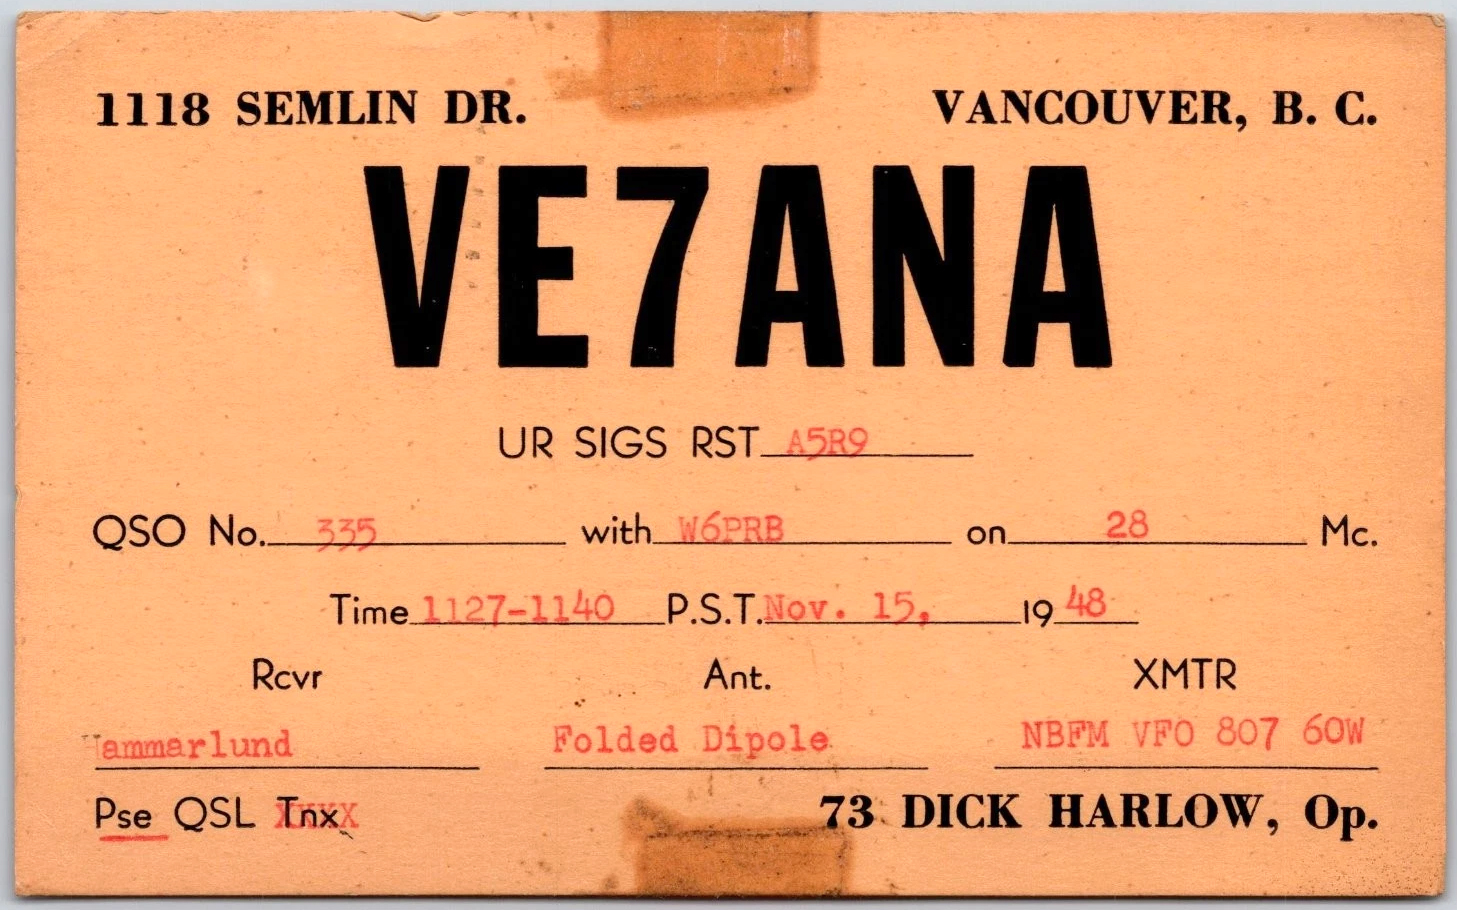 1118 SEMLIN DR. VANCOUVER, B. C.
VE7ANA
UR SIGS RST A5R9
QSO No. 335 with W6PRB on 28 Mc.
Time 1127-1140 P.S.T. Nov. 15, 1948
Rcvr Ant. XMTR
Hammarlund Folded Dipole NBFM VFO 807 60W
Pse QSL Tnx XXXX 73 DICK HARLOW, Op.